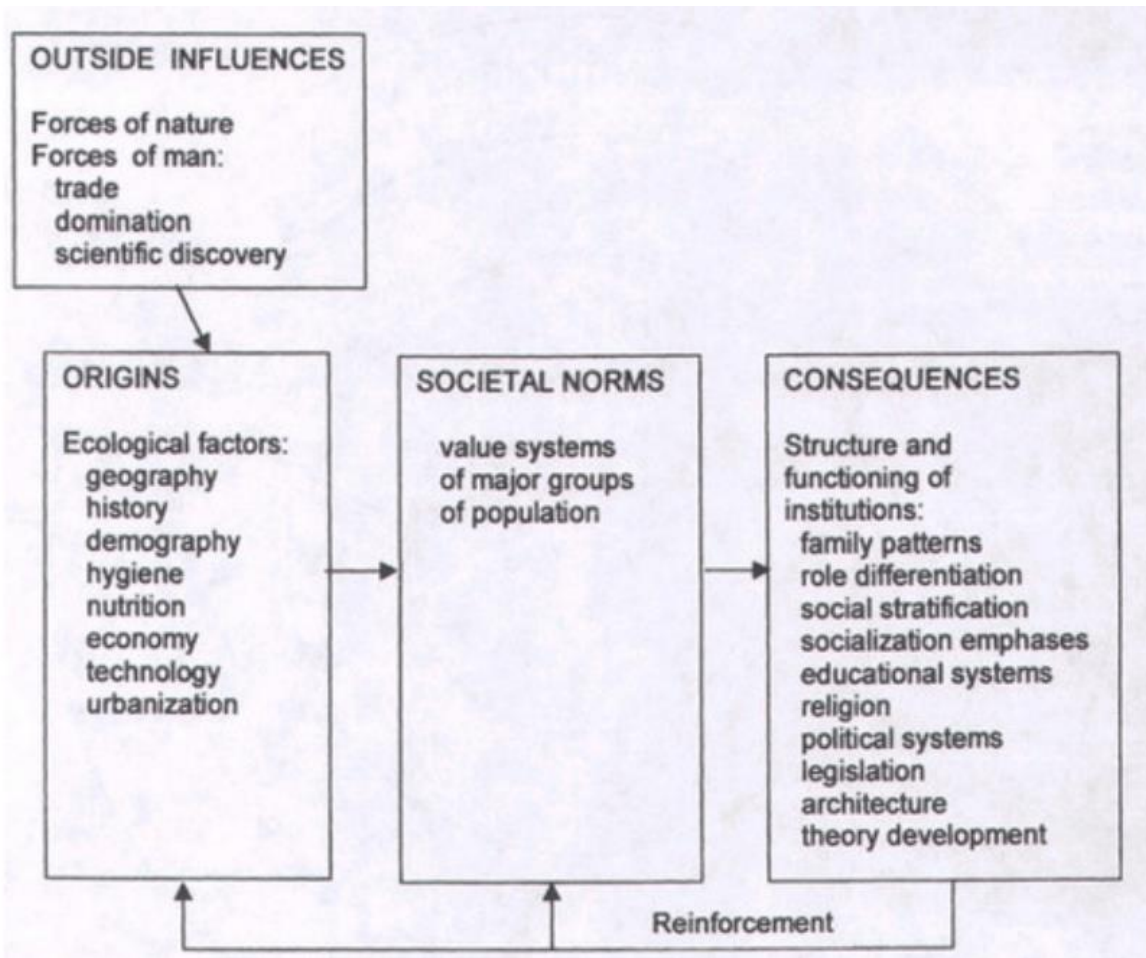 OUTSIDE INFLUENCES
Forces of nature
Forces of man:
trade
domination
scientific discovery
ORIGINS
Ecological factors:
geography
history
demography
hygiene
nutrition
economy
technology
urbanization
SOCIETAL NORMS
value systems
of major groups
of population
CONSEQUENCES
Structure and
functioning of
institutions:
family patterns
role differentiation
social stratification
socialization emphases
educational systems
religion
political systems
legislation
architecture
theory development
Reinforcement